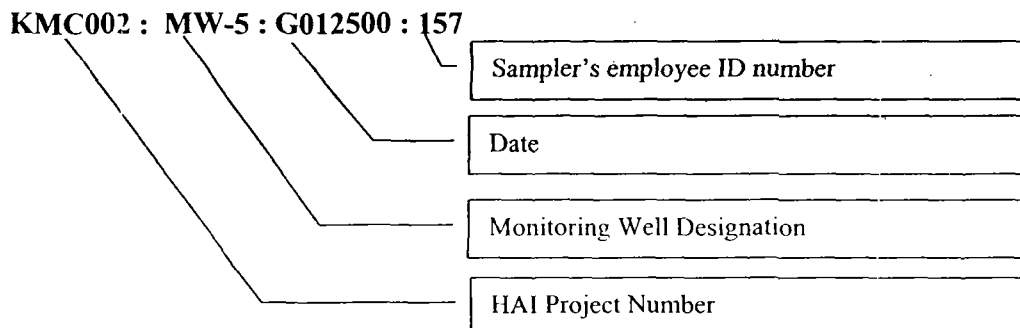 KMC002 : MW-5 : G012500 : 157
Sampler's employee ID number
Date
Monitoring Well Designation
HAI Project Number